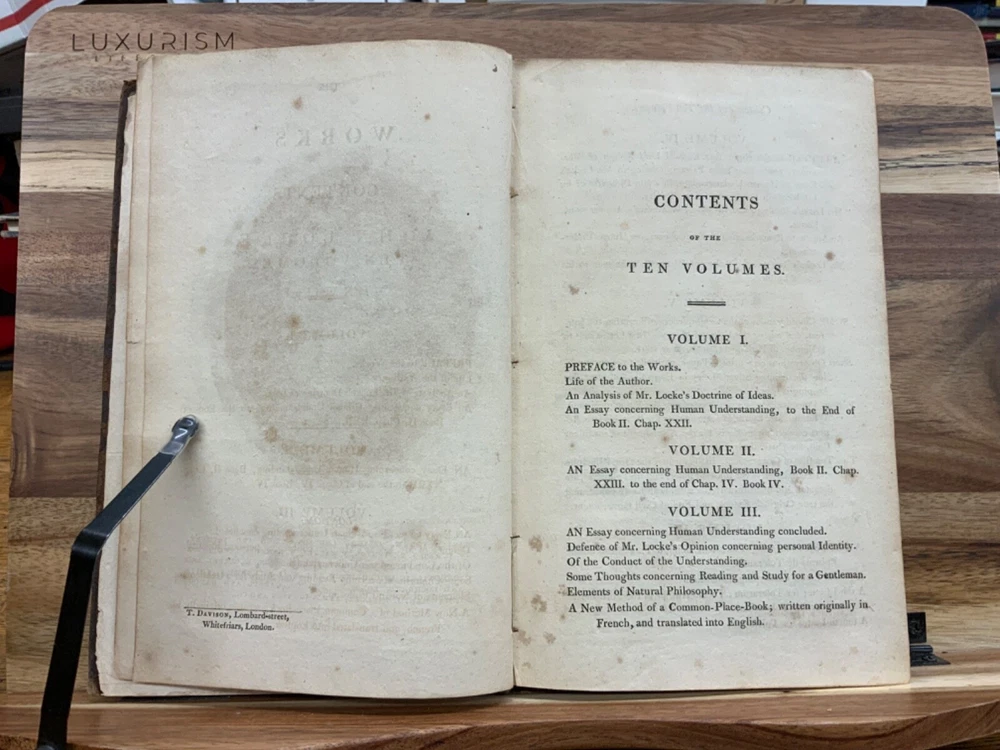 LUXURISM
T. DAVISON, Lombard-street,
Whitefriars, London.
CONTENTS
OF THE
TEN VOLUMES.
VOLUME I.
PREFACE to the Works.
Life of the Author.
An Analysis of Mr. Locke's Doctrine of Ideas.
An Essay concerning Human Understanding, to the End of
Book II. Chap. XXII.
VOLUME II.
AN Essay concerning Human Understanding, Book II. Chap.
XXIII. to the end of Chap. IV. Book IV.
VOLUME III.
AN Essay concerning Human Understanding concluded.
Defence of Mr. Locke's Opinion concerning personal Identity.
Of the Conduct of the Understanding.
Some Thoughts concerning Reading and Study for a Gentleman.
Elements of Natural Philosophy.
A New Method of a Common-Place-Book; written originally in
French, and translated into English.